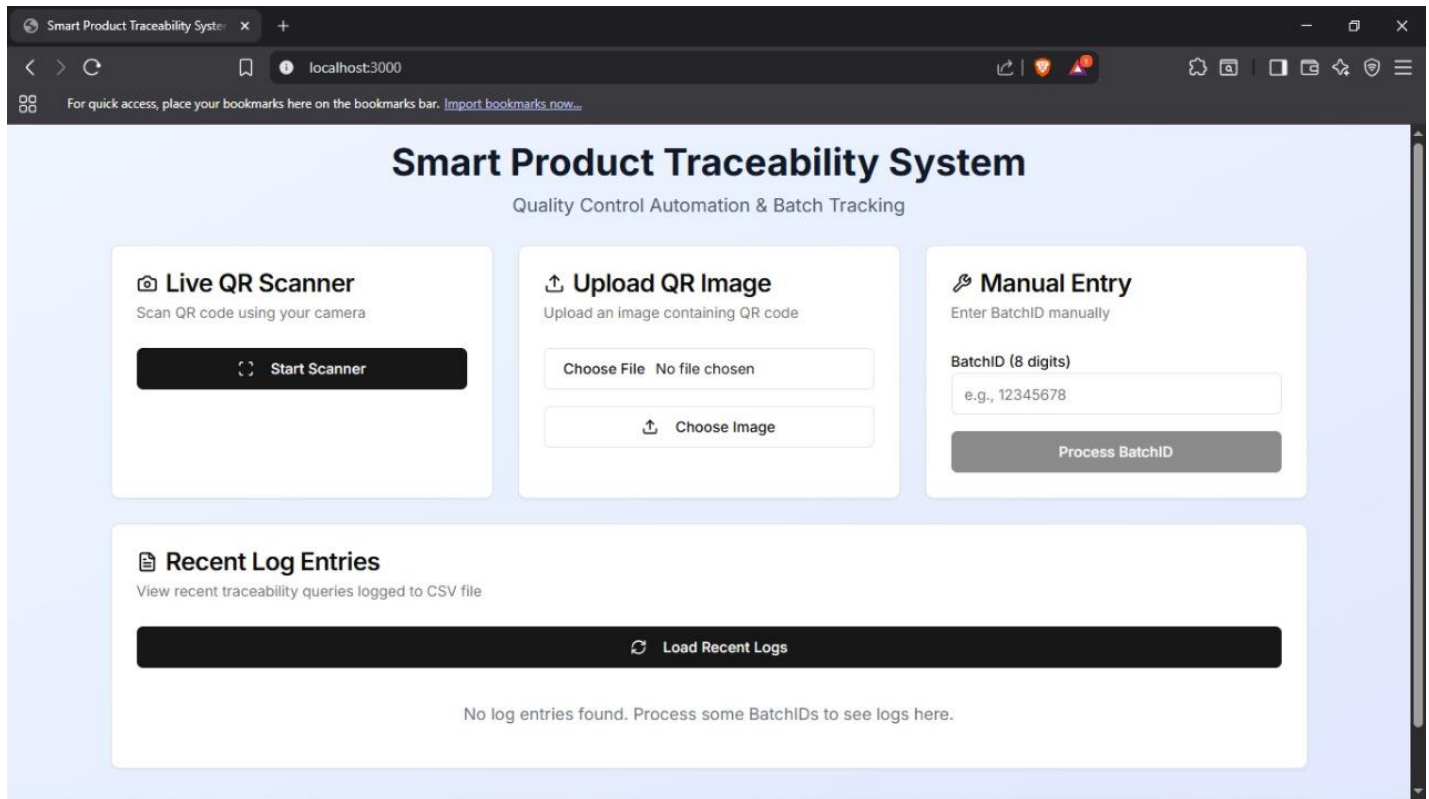 Smart Product Traceability Syste
localhost:3000
1
For quick access, place your bookmarks here on the bookmarks bar. Import bookmarks now...
Smart Product Traceability System
Quality Control Automation & Batch Tracking
Live QR Scanner
Scan QR code using your camera
Start Scanner
Upload QR Image
Upload an image containing QR code
Choose File No file chosen
Choose Image
Manual Entry
Enter BatchID manually
BatchID (8 digits)
e.g., 12345678
Process BatchID
Recent Log Entries
View recent traceability queries logged to CSV file
Load Recent Logs
No log entries found. Process some BatchIDs to see logs here.